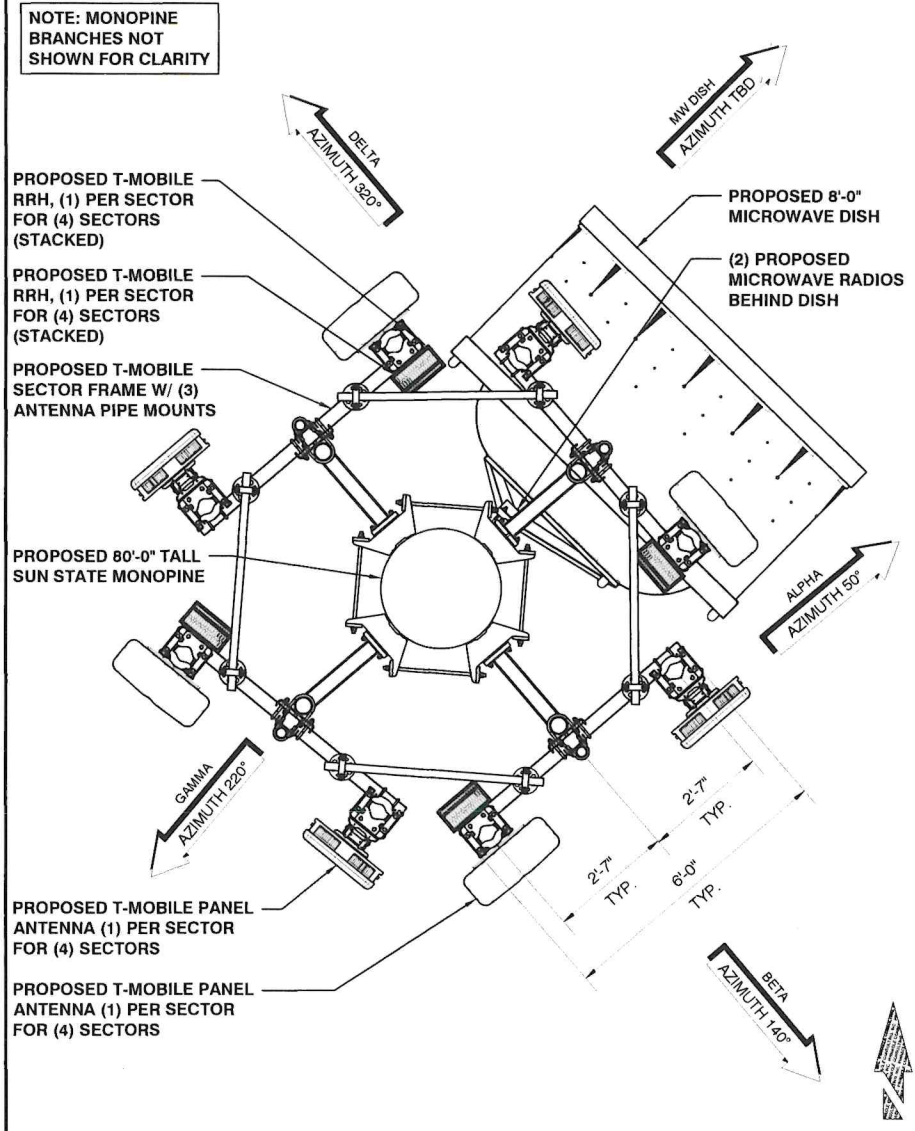 NOTE: MONOPINE
BRANCHES NOT
SHOWN FOR CLARITY
DELTA
AZIMUTH 320°
MW DISH
AZIMUTH TBD
PROPOSED T-MOBILE
RRH, (1) PER SECTOR
FOR (4) SECTORS
(STACKED)
PROPOSED 8'-0"
MICROWAVE DISH
(2) PROPOSED
MICROWAVE RADIOS
BEHIND DISH
PROPOSED T-MOBILE
RRH, (1) PER SECTOR
FOR (4) SECTORS
(STACKED)
PROPOSED T-MOBILE
SECTOR FRAME W/ (3)
ANTENNA PIPE MOUNTS
PROPOSED 80'-0" TALL
SUN STATE MONOPINE
ALPHA
AZIMUTH 50°
GAMMA
AZIMUTH 220°
2'-7"
TYP.
2'-7"
TYP.
6'-0"
TYP.
PROPOSED T-MOBILE PANEL
ANTENNA (1) PER SECTOR
FOR (4) SECTORS
PROPOSED T-MOBILE PANEL
ANTENNA (1) PER SECTOR
FOR (4) SECTORS
BETA
AZIMUTH 140°